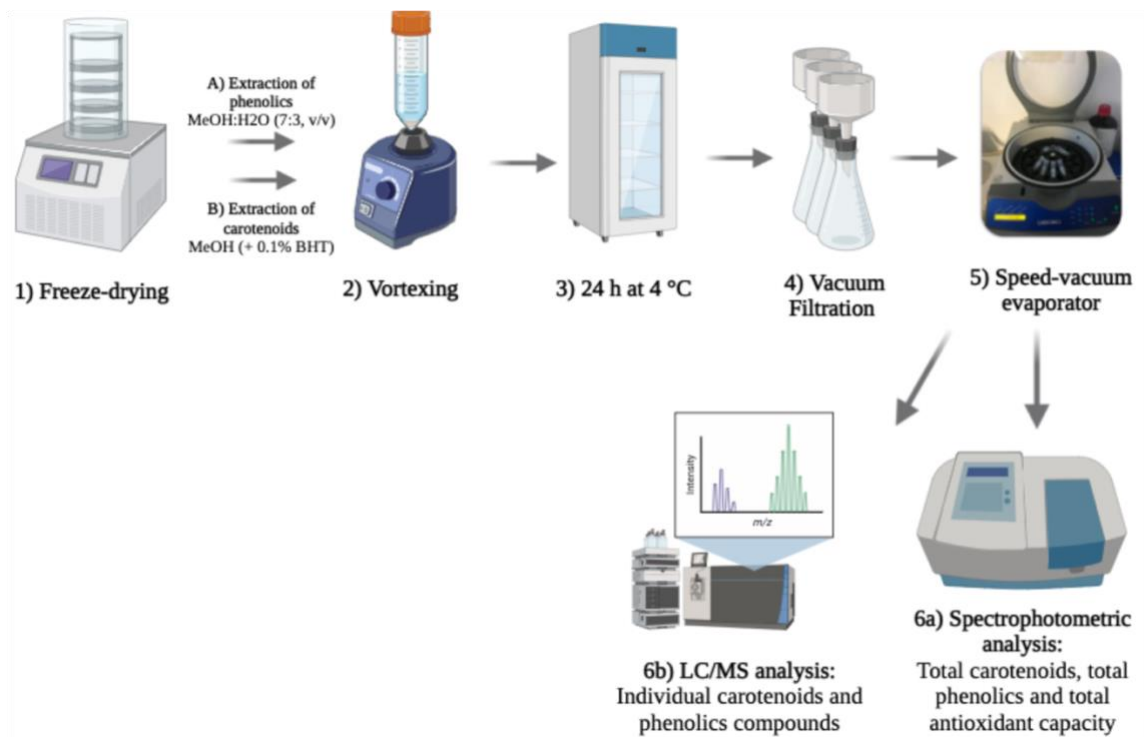 A) Extraction of
phenolics
MeOH:H2O (7:3, v/v)
B) Extraction of
carotenoids
MeOH (+ 0.1% BHT)
1) Freeze-drying
2) Vortexing
3) 24 h at 4 °C
4) Vacuum
Filtration
5) Speed-vacuum
evaporator
Intensity
m/z
6b) LC/MS analysis:
Individual carotenoids and
phenolics compounds
6a) Spectrophotometric
analysis:
Total carotenoids, total
phenolics and total
antioxidant capacity